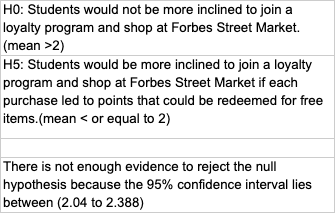 H0: Students would not be more inclined to join a
loyalty program and shop at Forbes Street Market.
(mean >2)
H5: Students would be more inclined to join a loyalty
program and shop at Forbes Street Market if each
purchase led to points that could be redeemed for free
items.(mean < or equal to 2)
There is not enough evidence to reject the null
hypothesis because the 95% confidence interval lies
between (2.04 to 2.388)